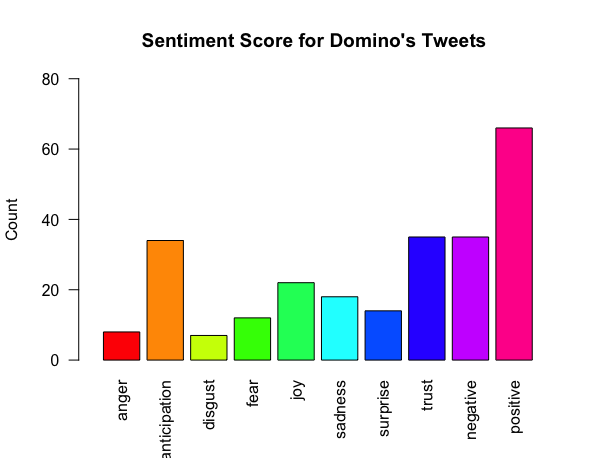 Sentiment Score for Domino's Tweets
80
60
40
20
0
Count
anger
anticipation
disgust
fear
joy
sadness
surprise
trust
negative
positive